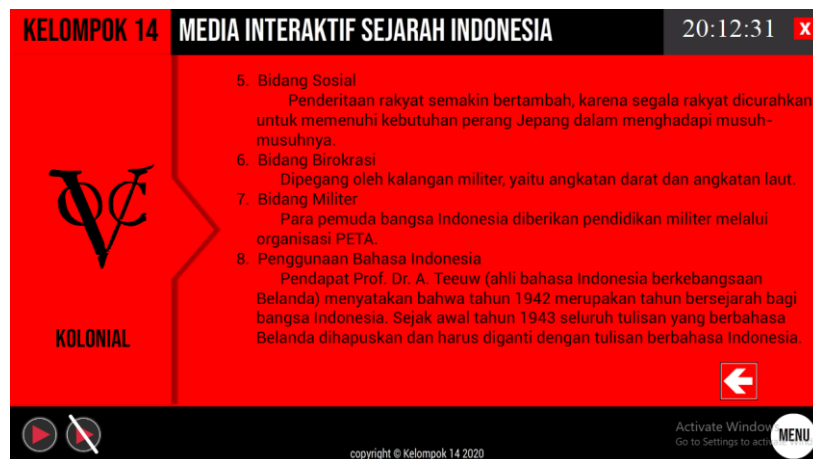 KELOMPOK 14 MEDIA INTERAKTIF SEJARAH INDONESIA 20:12:31 X
5. Bidang Sosial
Penderitaan rakyat semakin bertambah, karena segala rakyat dicurahkan
untuk memenuhi kebutuhan perang Jepang dalam menghadapi musuh-
musuhnya.
6. Bidang Birokrasi
Dipegang oleh kalangan militer, yaitu angkatan darat dan angkatan laut.
7. Bidang Militer
Para pemuda bangsa Indonesia diberikan pendidikan militer melalui
organisasi PETA.
8. Penggunaan Bahasa Indonesia
Pendapat Prof. Dr. A. Teeuw (ahli bahasa Indonesia berkebangsaan
Belanda) menyatakan bahwa tahun 1942 merupakan tahun bersejarah bagi
bangsa Indonesia. Sejak awal tahun 1943 seluruh tulisan yang berbahasa
Belanda dihapuskan dan harus diganti dengan tulisan berbahasa Indonesia.
VOC
KOLONIAL
Activate Windows
Go to Settings to
MENU
copyright © Kelompok 14 2020